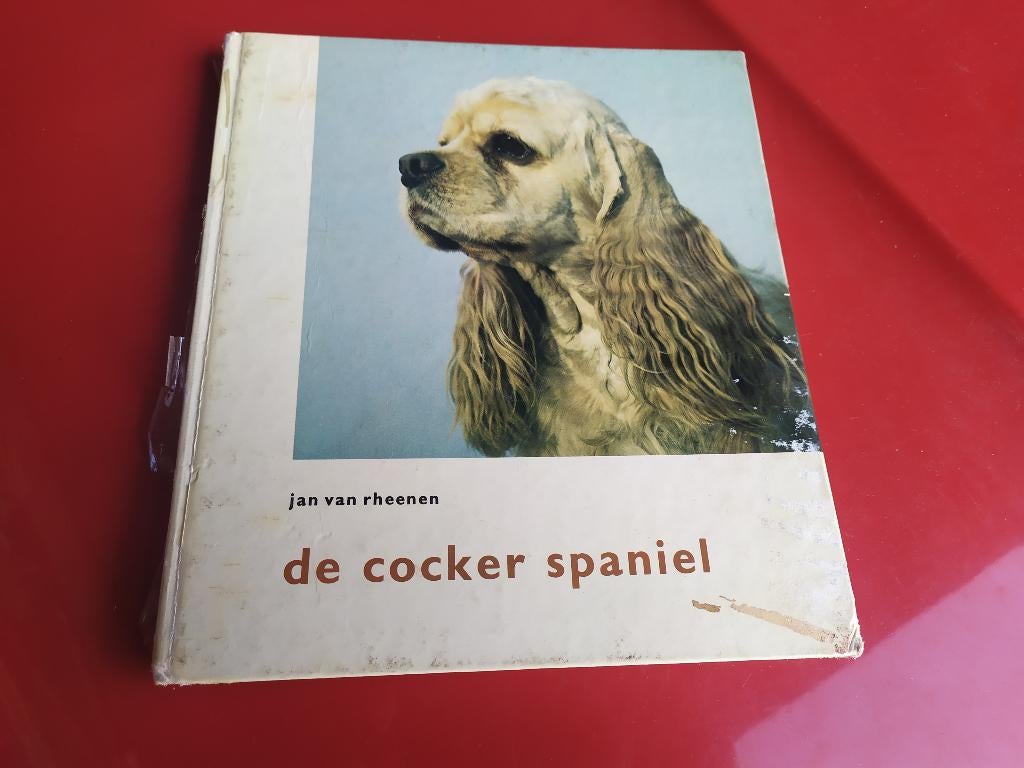 jan van rheenen
de cocker spaniel